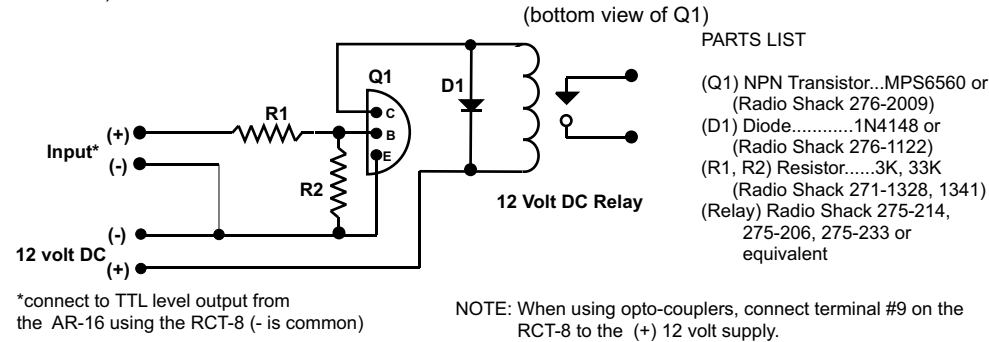 (bottom view of Q1)
PARTS LIST
(Q1) NPN Transistor...MPS6560 or
(Radio Shack 276-2009)
(D1) Diode............1N4148 or
(Radio Shack 276-1122)
(R1, R2) Resistor......3K, 33K
(Radio Shack 271-1328, 1341)
(Relay) Radio Shack 275-214,
275-206, 275-233 or
equivalent
Q1
D1
C
B
E
R1
R2
Input*
(+)
(-)
12 Volt DC Relay
12 volt DC
(-)
(+)
*connect to TTL level output from
the AR-16 using the RCT-8 (- is common)
NOTE: When using opto-couplers, connect terminal #9 on the
RCT-8 to the (+) 12 volt supply.